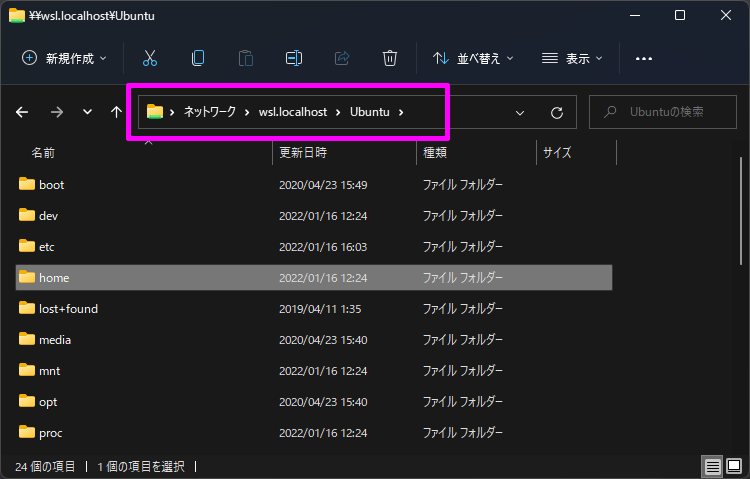 ¥¥wsl.localhost¥Ubuntu
新規作成 並べ替え 表示
ネットワーク wsl.localhost Ubuntu Ubuntuの検索
名前 更新日時 種類 サイズ
boot 2020/04/23 15:49 ファイル フォルダー
dev 2022/01/16 12:24 ファイル フォルダー
etc 2022/01/16 16:03 ファイル フォルダー
home 2022/01/16 12:24 ファイル フォルダー
lost+found 2019/04/11 1:35 ファイル フォルダー
media 2020/04/23 15:40 ファイル フォルダー
mnt 2022/01/16 12:24 ファイル フォルダー
opt 2020/04/23 15:40 ファイル フォルダー
proc 2022/01/16 12:24 ファイル フォルダー
24 個の項目 1 個の項目を選択